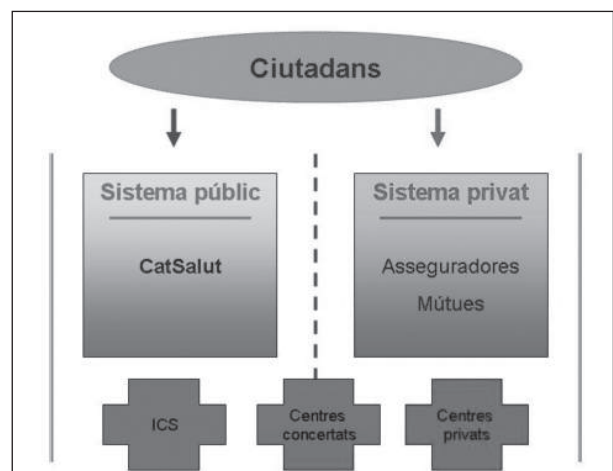 Ciutadans
Sistema públic
CatSalut
Sistema privat
Asseguradores
Mútues
ICS
Centres
concertats
Centres
privats